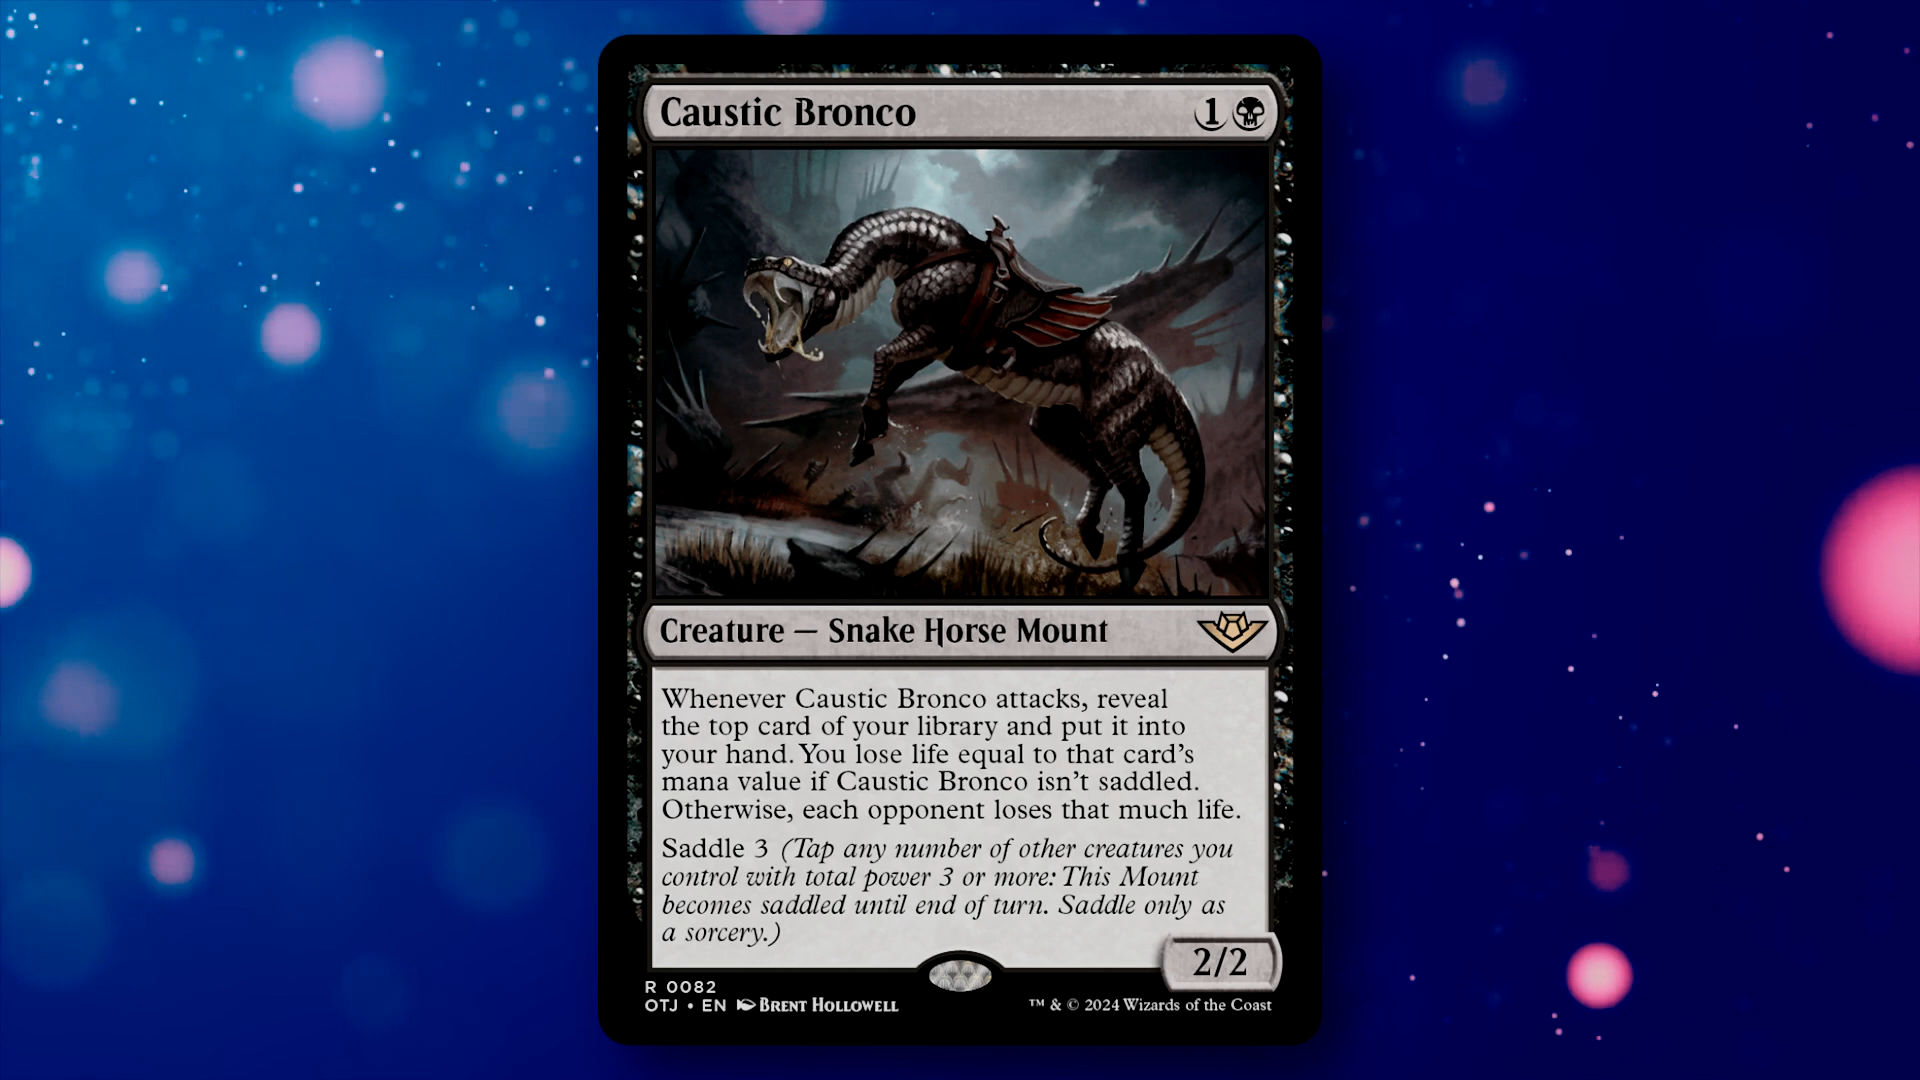 Caustic Bronco 1
Creature — Snake Horse Mount
Whenever Caustic Bronco attacks, reveal
the top card of your library and put it into
your hand. You lose life equal to that card's
mana value if Caustic Bronco isn't saddled.
Otherwise, each opponent loses that much life.
Saddle 3 (Tap any number of other creatures you
control with total power 3 or more: This Mount
becomes saddled until end of turn. Saddle only as
a sorcery.)
2/2
R 0082
OTJ • EN Brent Hollowell
™ & © 2024 Wizards of the Coast